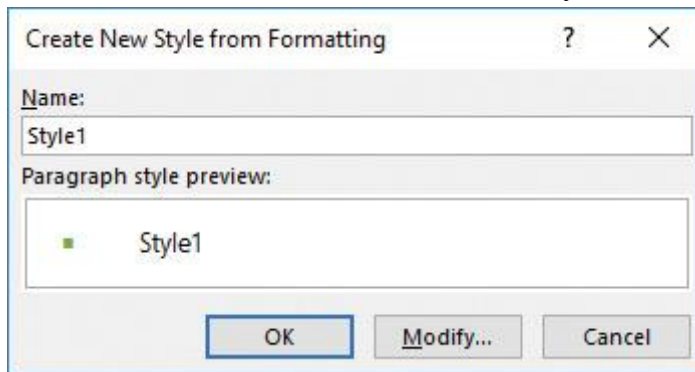 Create New Style from Formatting ?
Name:
Style1
Paragraph style preview:
Style1
OK Modify... Cancel